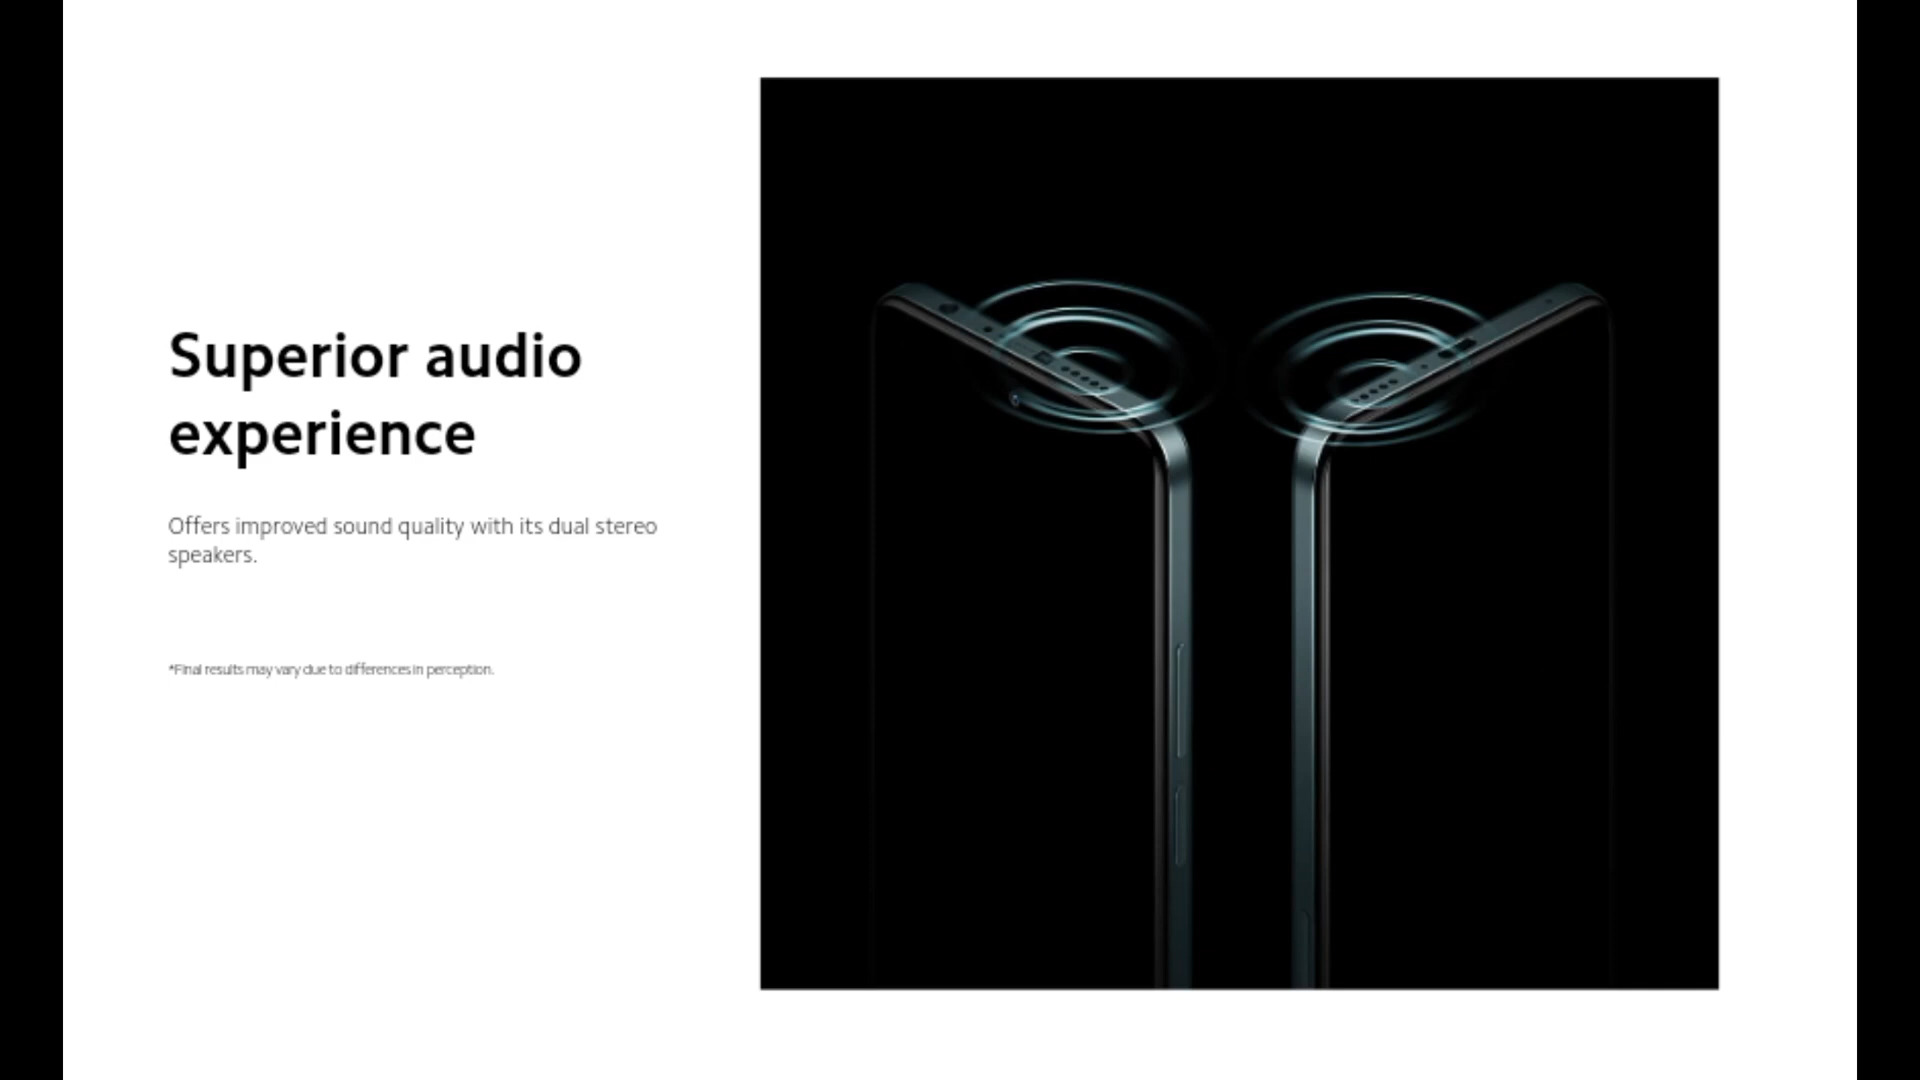 Superior audio
experience
Offers improved sound quality with its dual stereo
speakers.
*Final results may vary due to differences in perception.